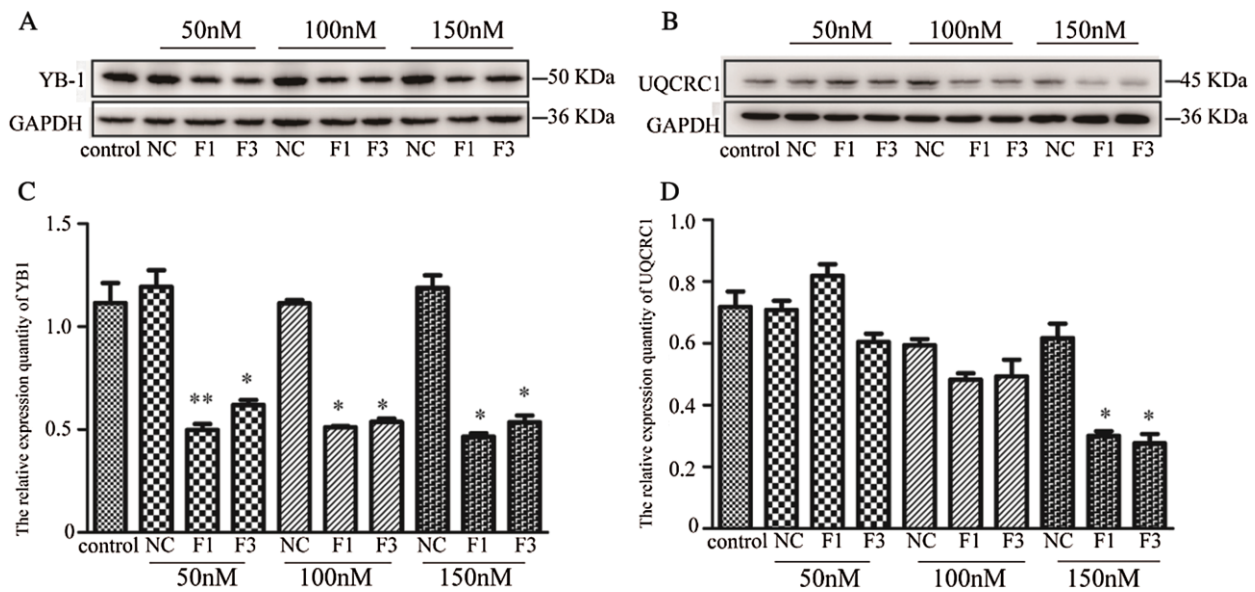 A
50nM 100nM 150nM
YB-1 50 KDa
GAPDH 36 KDa
control NC F1 F3 NC F1 F3 NC F1 F3
B
50nM 100nM 150nM
UQCRC1 45 KDa
GAPDH 36 KDa
control NC F1 F3 NC F1 F3 NC F1 F3
C
The relative expression quantity of YB1
1.5
1.0
0.5
0
** * * * * *
control NC F1 F3 NC F1 F3 NC F1 F3
50nM 100nM 150nM
D
The relative expression quantity of UQCRC1
1.0
0.8
0.6
0.4
0.2
0
* *
control NC F1 F3 NC F1 F3 NC F1 F3
50nM 100nM 150nM